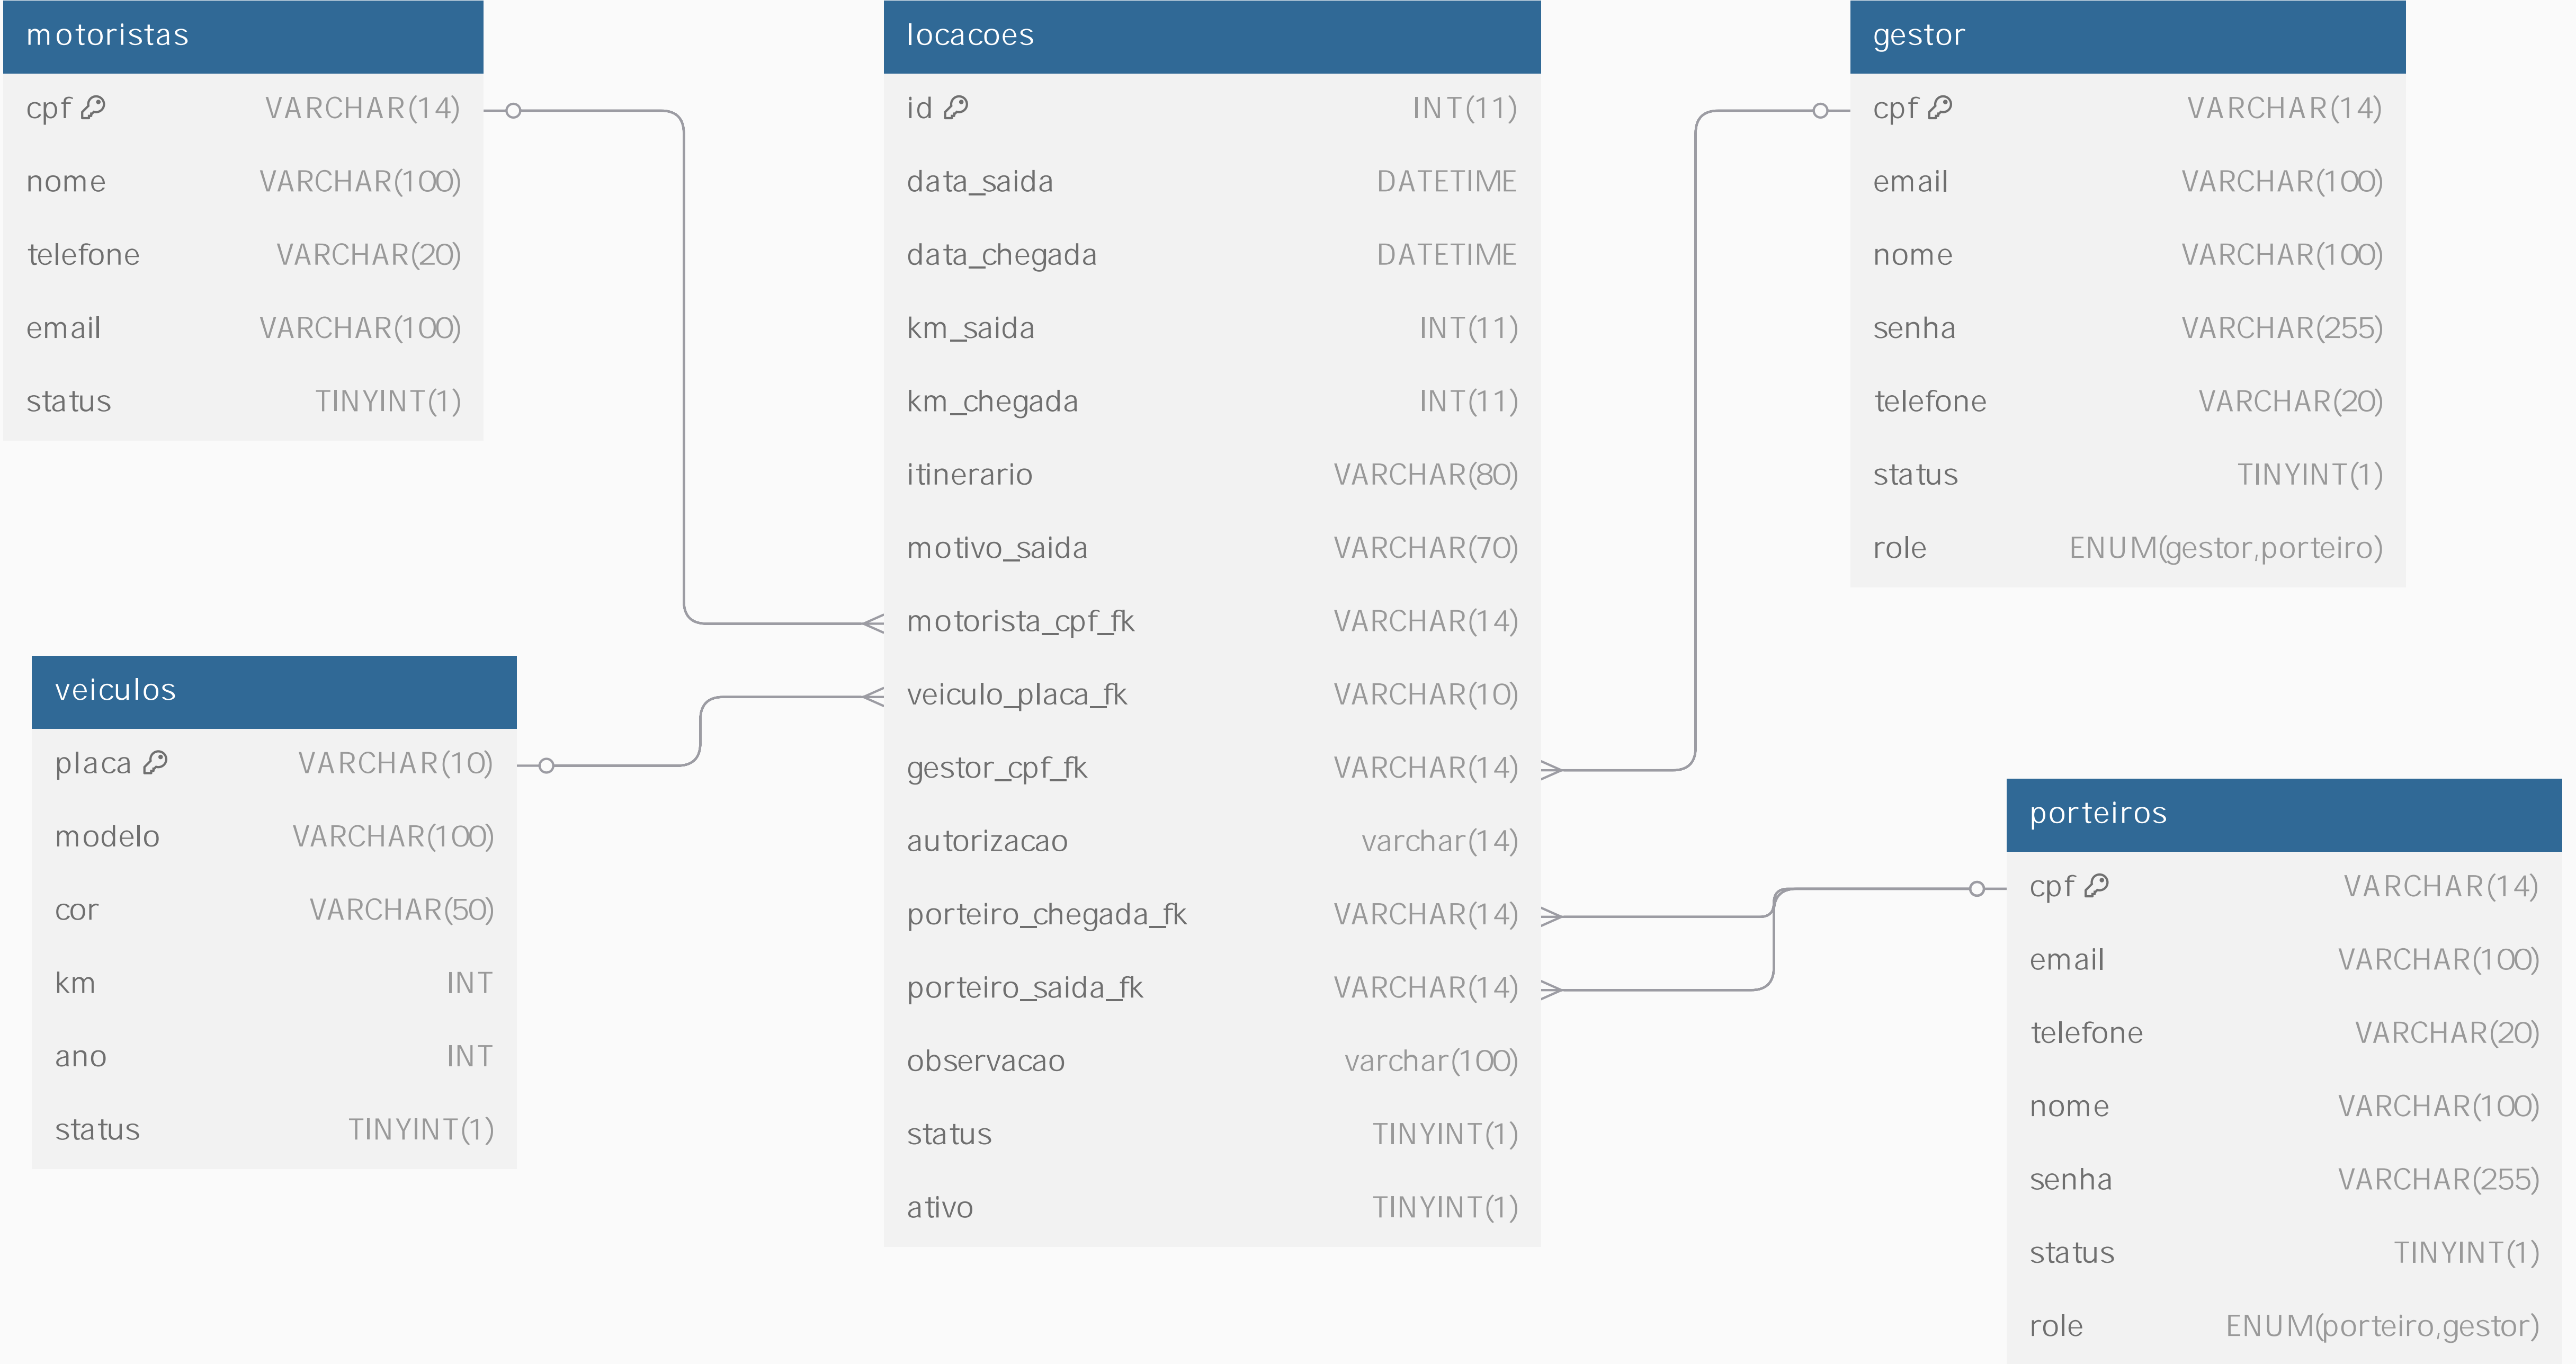 motoristas
cpf VARCHAR(14)
nome VARCHAR(100)
telefone VARCHAR(20)
email VARCHAR(100)
status TINYINT(1)
veiculos
placa VARCHAR(10)
modelo VARCHAR(100)
cor VARCHAR(50)
km INT
ano INT
status TINYINT(1)
locacoes
id INT(11)
data_saida DATETIME
data_chegada DATETIME
km_saida INT(11)
km_chegada INT(11)
itinerario VARCHAR(80)
motivo_saida VARCHAR(70)
motorista_cpf_fk VARCHAR(14)
veiculo_placa_fk VARCHAR(10)
gestor_cpf_fk VARCHAR(14)
autorizacao varchar(14)
porteiro_chegada_fk VARCHAR(14)
porteiro_saida_fk VARCHAR(14)
observacao varchar(100)
status TINYINT(1)
ativo TINYINT(1)
gestor
cpf VARCHAR(14)
email VARCHAR(100)
nome VARCHAR(100)
senha VARCHAR(255)
telefone VARCHAR(20)
status TINYINT(1)
role ENUM(gestor,porteiro)
porteiros
cpf VARCHAR(14)
email VARCHAR(100)
telefone VARCHAR(20)
nome VARCHAR(100)
senha VARCHAR(255)
status TINYINT(1)
role ENUM(porteiro,gestor)